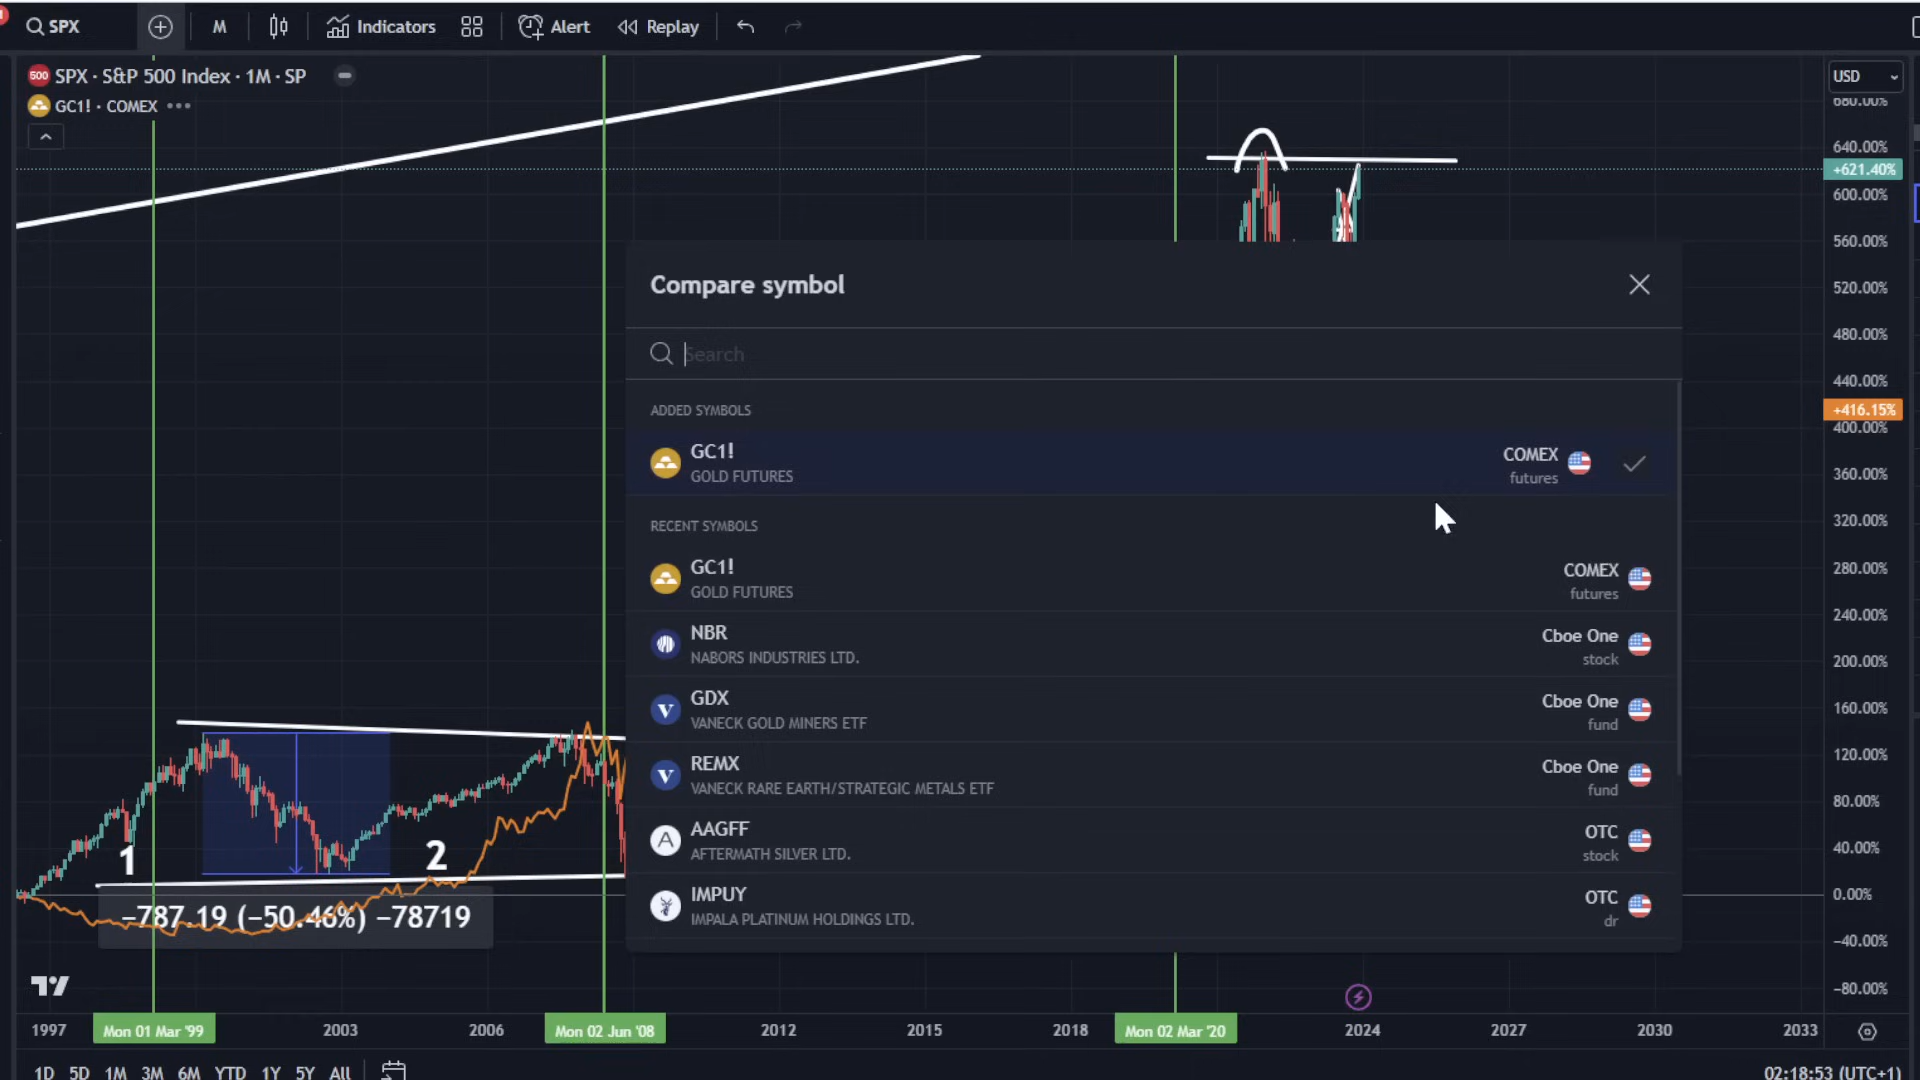 SPX
M
Indicators
Alert
Replay
500 SPX · S&P 500 Index · 1M · SP
GC1! · COMEX
USD
680.00%
640.00%
+621.40%
600.00%
560.00%
520.00%
480.00%
440.00%
+416.15%
400.00%
360.00%
320.00%
280.00%
240.00%
200.00%
160.00%
120.00%
80.00%
40.00%
0.00%
−40.00%
−80.00%
Compare symbol
Search
ADDED SYMBOLS
GC1!
GOLD FUTURES
COMEX
futures
RECENT SYMBOLS
GC1!
GOLD FUTURES
COMEX
futures
NBR
NABORS INDUSTRIES LTD.
Cboe One
stock
GDX
VANECK GOLD MINERS ETF
Cboe One
fund
REMX
VANECK RARE EARTH/STRATEGIC METALS ETF
Cboe One
fund
AAGFF
AFTERMATH SILVER LTD.
OTC
stock
IMPUY
IMPALA PLATINUM HOLDINGS LTD.
OTC
dr
1
2
−787.19 (−50.46%) −78719
1997
Mon 01 Mar '99
2003
2006
Mon 02 Jun '08
2012
2015
2018
Mon 02 Mar '20
2024
2027
2030
2033
1D 5D 1M 3M 6M YTD 1Y 5Y All
02:18:53 (UTC+1)